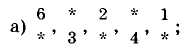 а) 6 , * , 2 , * , 1 ;
* 3 * 4 *